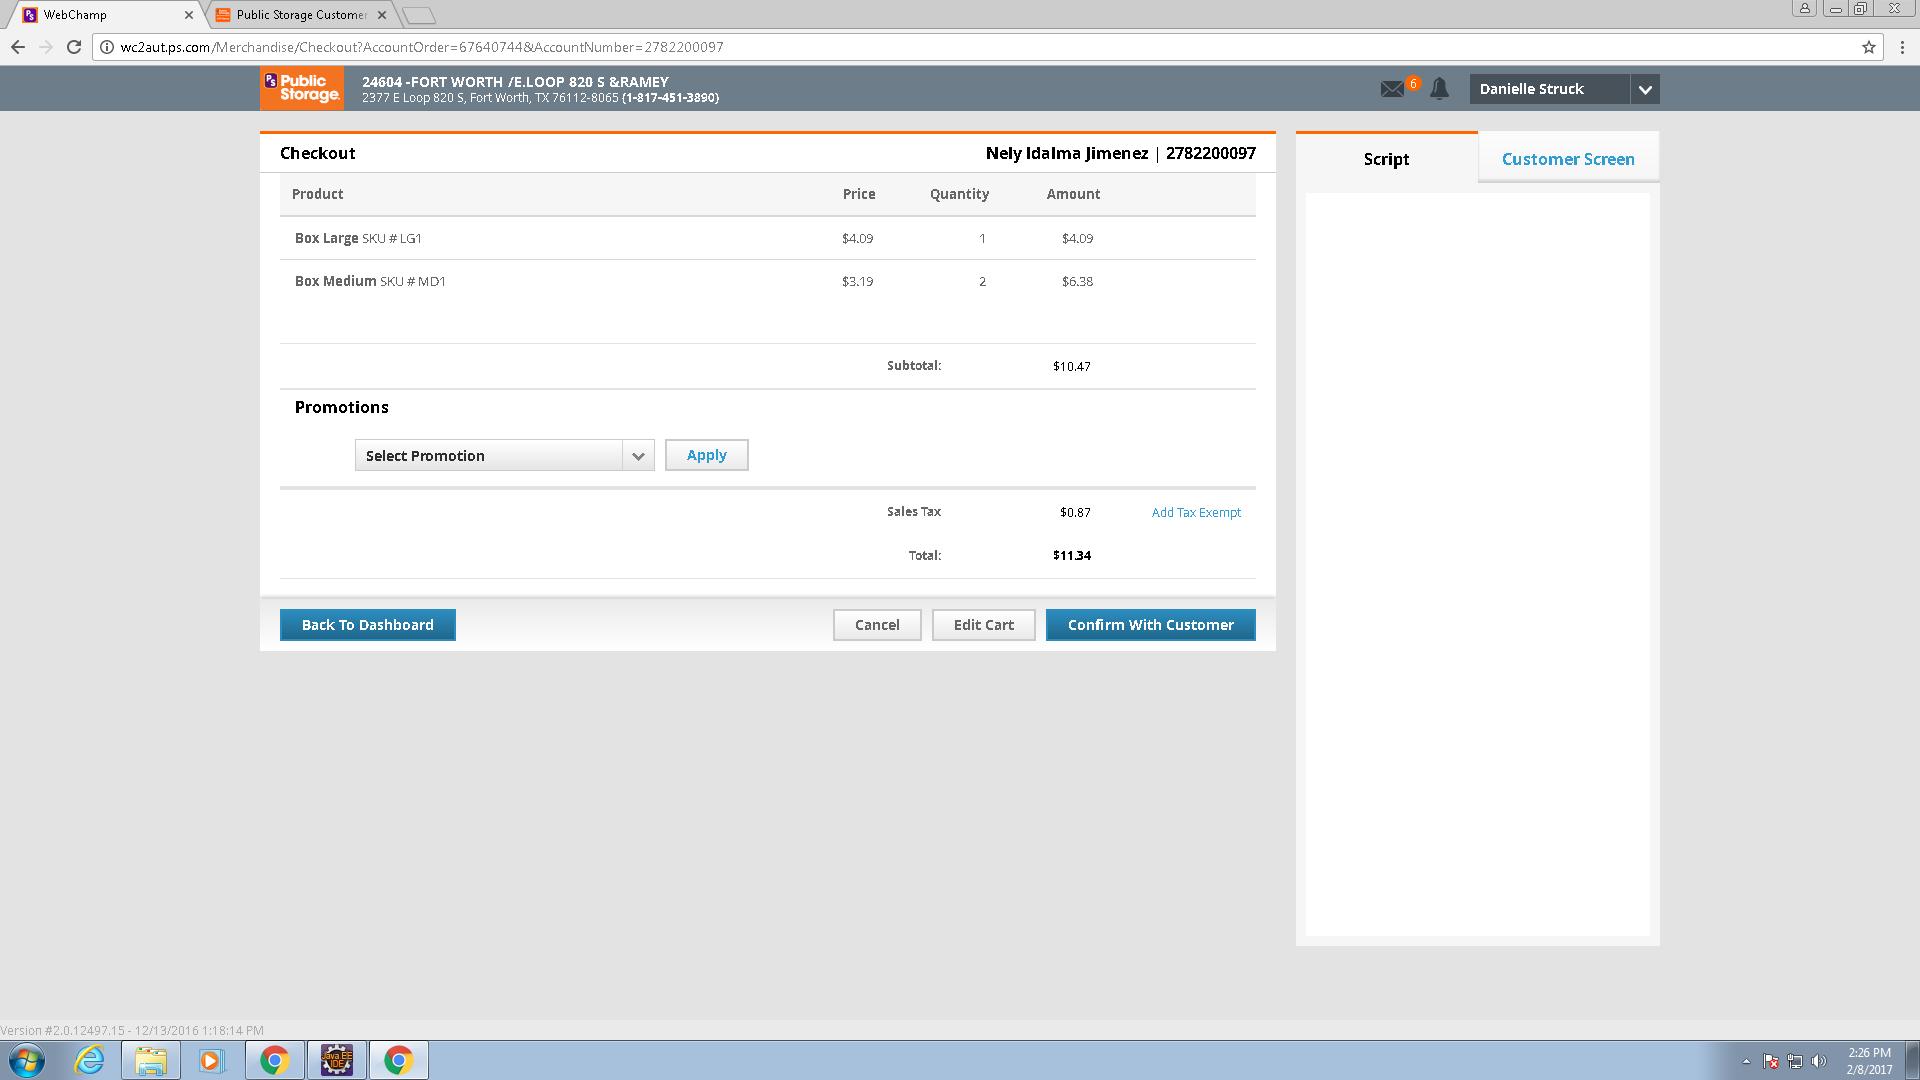 WebChamp
Public Storage Customer
wc2aut.ps.com/Merchandise/Checkout?AccountOrder=67640744&AccountNumber=2782200097
PS Public Storage.
24604 -FORT WORTH /E.LOOP 820 S &RAMEY
2377 E Loop 820 S, Fort Worth, TX 76112-8065 (1-817-451-3890)
6
Danielle Struck
Checkout
Nely Idalma Jimenez | 2782200097
Script
Customer Screen
Product Price Quantity Amount
Box Large SKU # LG1 $4.09 1 $4.09
Box Medium SKU # MD1 $3.19 2 $6.38
Subtotal: $10.47
Promotions
Select Promotion
Apply
Sales Tax $0.87 Add Tax Exempt
Total: $11.34
Back To Dashboard
Cancel
Edit Cart
Confirm With Customer
Version #2.0.12497.15 - 12/13/2016 1:18:14 PM
Java EE
IDE
2:26 PM
2/8/2017